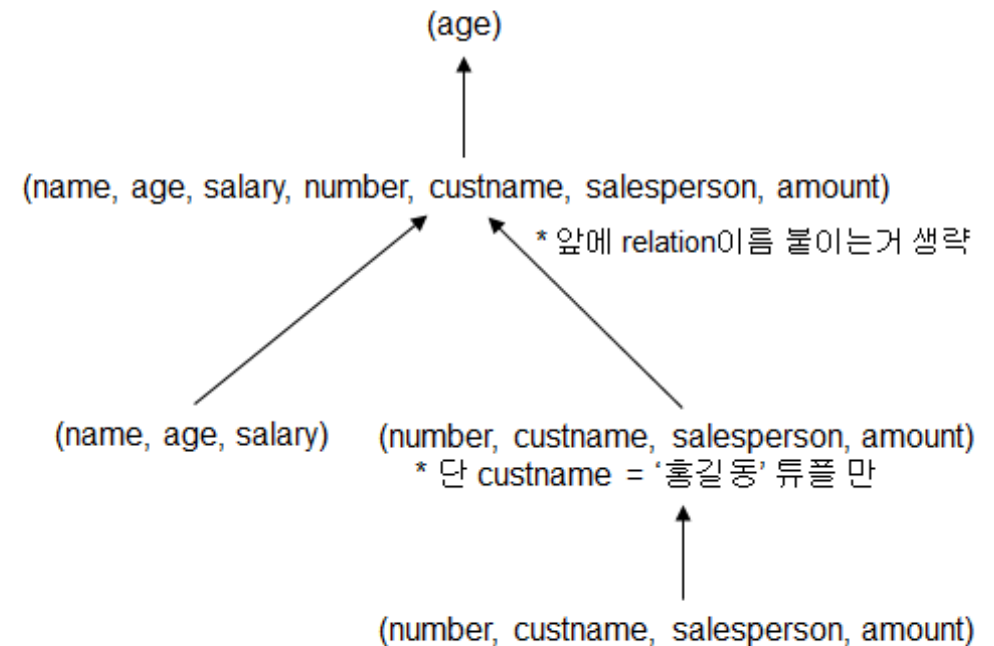 (age)
(name, age, salary, number, custname, salesperson, amount)
* 앞에 relation이름 붙이는거 생략
(name, age, salary)
(number, custname, salesperson, amount)
* 단 custname = ‘홍길동’ 튜플 만
(number, custname, salesperson, amount)